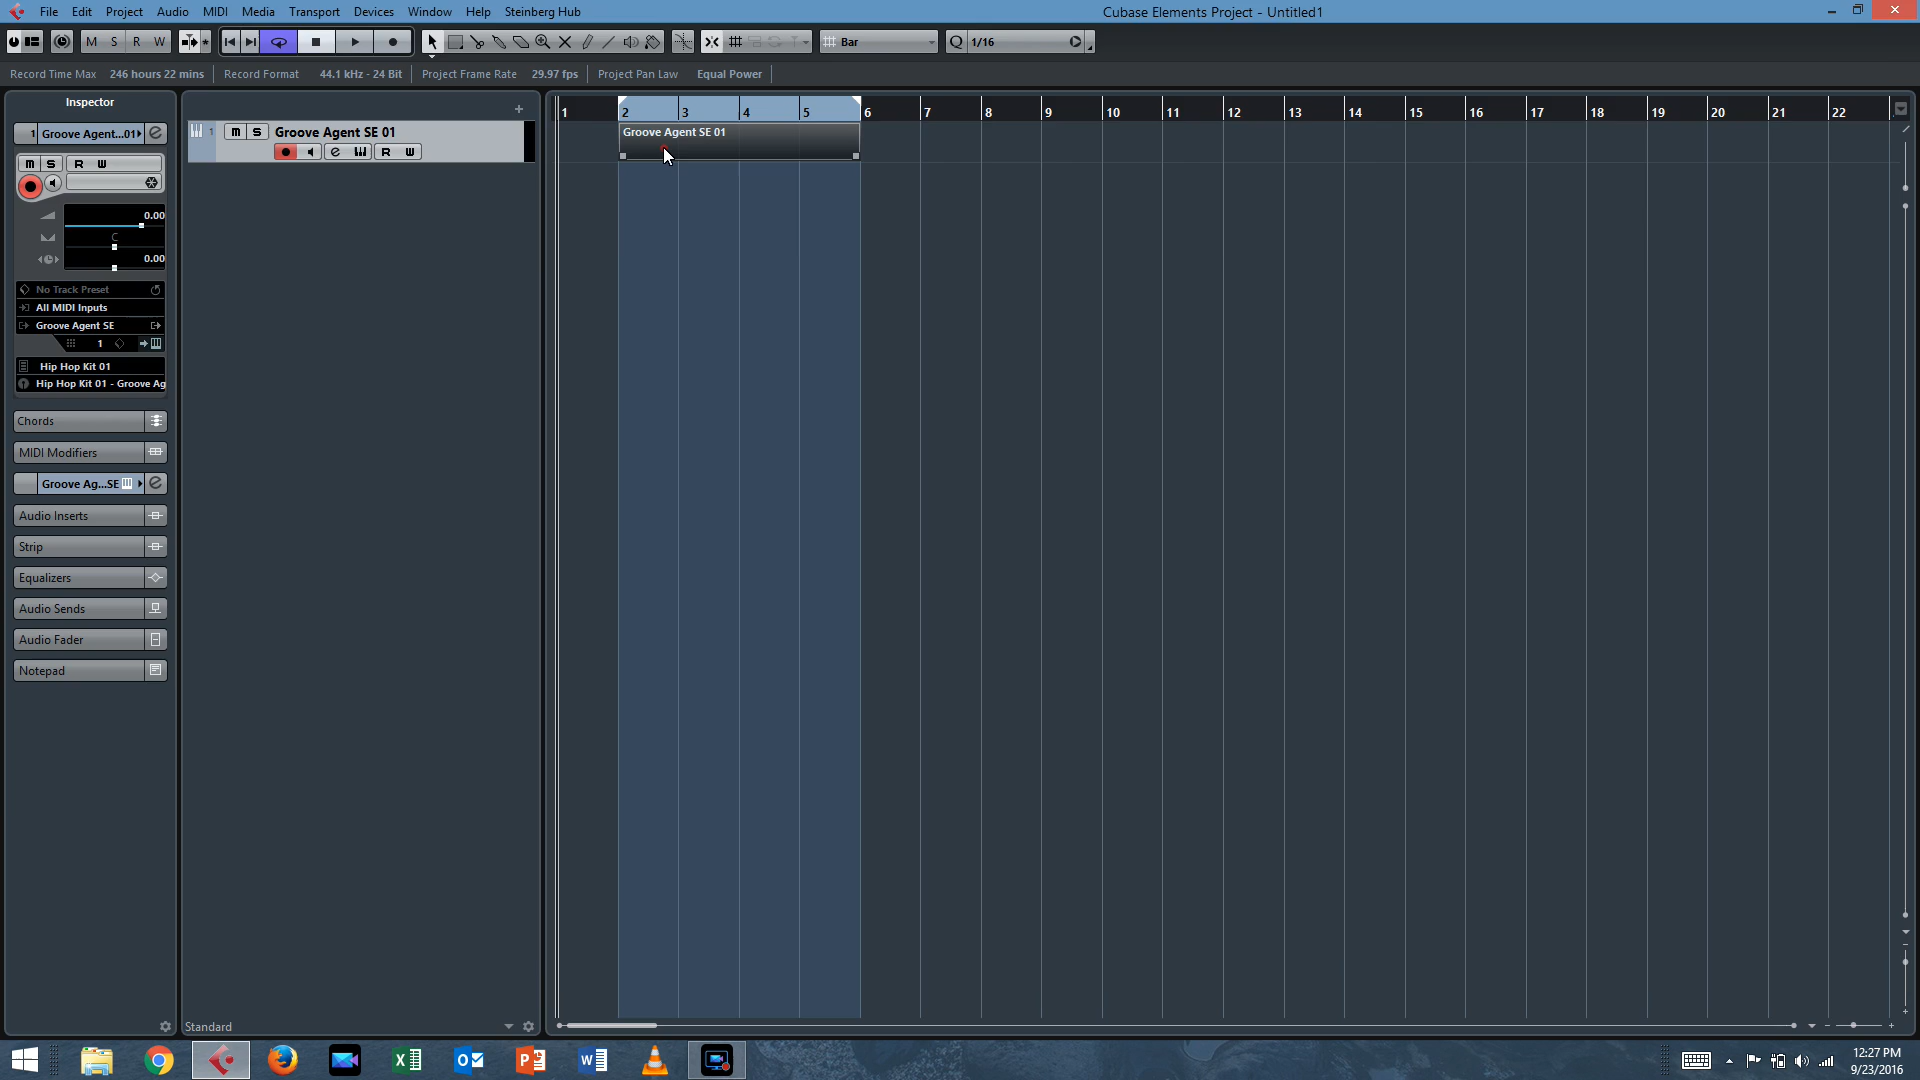 File Edit Project Audio MIDI Media Transport Devices Window Help Steinberg Hub Cubase Elements Project - Untitled1
M S R W Bar Q 1/16
Record Time Max 246 hours 22 mins Record Format 44.1 kHz - 24 Bit Project Frame Rate 29.97 fps Project Pan Law Equal Power
Inspector
1 2 3 4 5 6 7 8 9 10 11 12 13 14 15 16 17 18 19 20 21 22
1 Groove Agent...01
1 m S Groove Agent SE 01
Groove Agent SE 01
R W
m S R W
0.00
C
0.00
No Track Preset
All MIDI Inputs
Groove Agent SE
1
Hip Hop Kit 01
Hip Hop Kit 01 - Groove Ag
Chords
MIDI Modifiers
Groove Ag...SE
Audio Inserts
Strip
Equalizers
Audio Sends
Audio Fader
Notepad
Standard
12:27 PM
9/23/2016